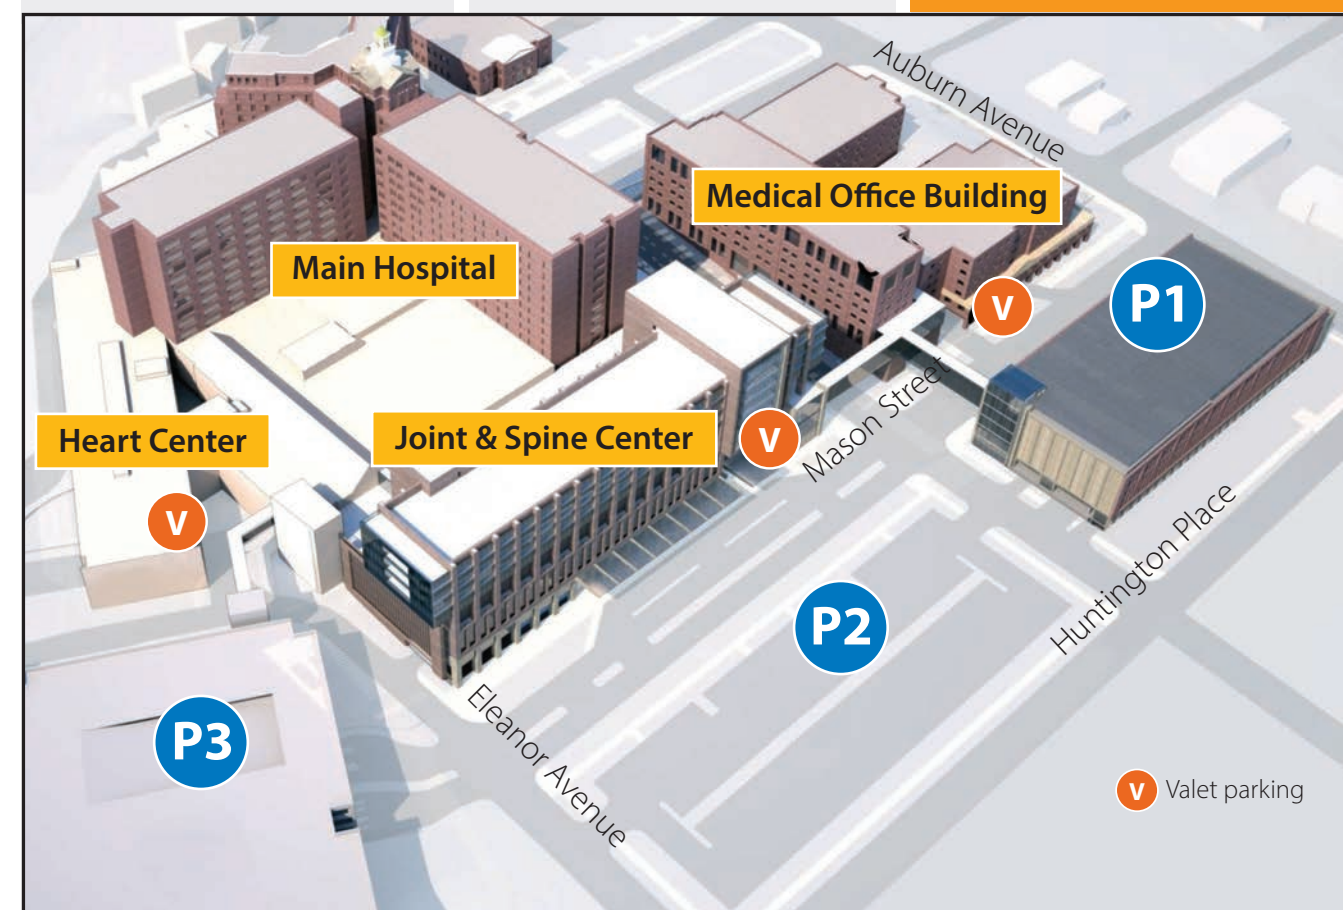 Auburn Avenue
Medical Office Building
Main Hospital
V
P1
Heart Center
Joint & Spine Center
V
Mason Street
V
Huntington Place
P2
P3
Eleanor Avenue
V Valet parking